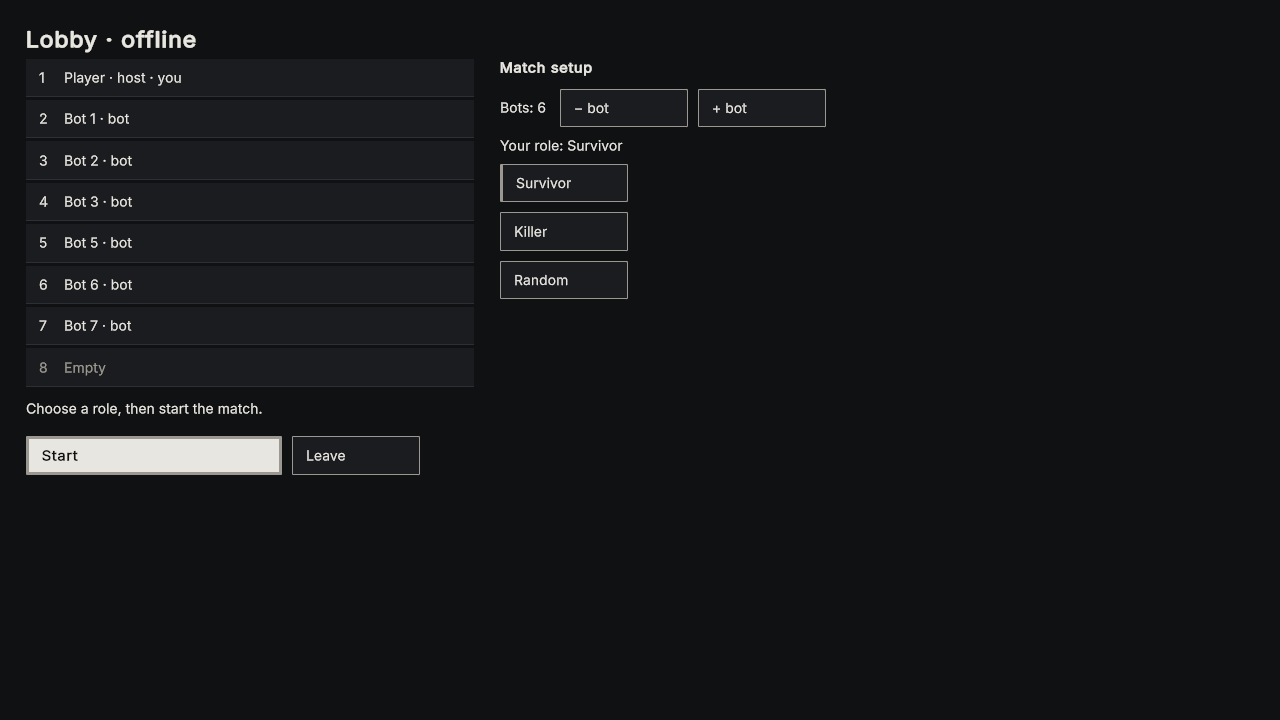 Lobby · offline
1 Player · host · you
2 Bot 1 · bot
3 Bot 2 · bot
4 Bot 3 · bot
5 Bot 5 · bot
6 Bot 6 · bot
7 Bot 7 · bot
8 Empty
Choose a role, then start the match.
Start
Leave
Match setup
Bots: 6
− bot
+ bot
Your role: Survivor
Survivor
Killer
Random